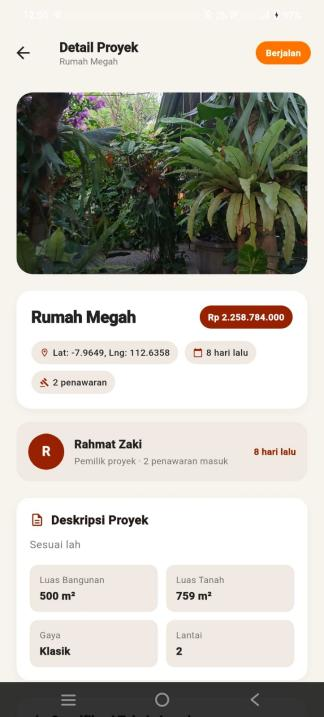 Detail Proyek
Rumah Megah
Berjalan
Rumah Megah
Rp 2.258.784.000
Lat: -7.9649, Lng: 112.6358
8 hari lalu
2 penawaran
R
Rahmat Zaki
Pemilik proyek · 2 penawaran masuk
8 hari lalu
Deskripsi Proyek
Sesuai lah
Luas Bangunan
500 m²
Luas Tanah
759 m²
Gaya
Klasik
Lantai
2